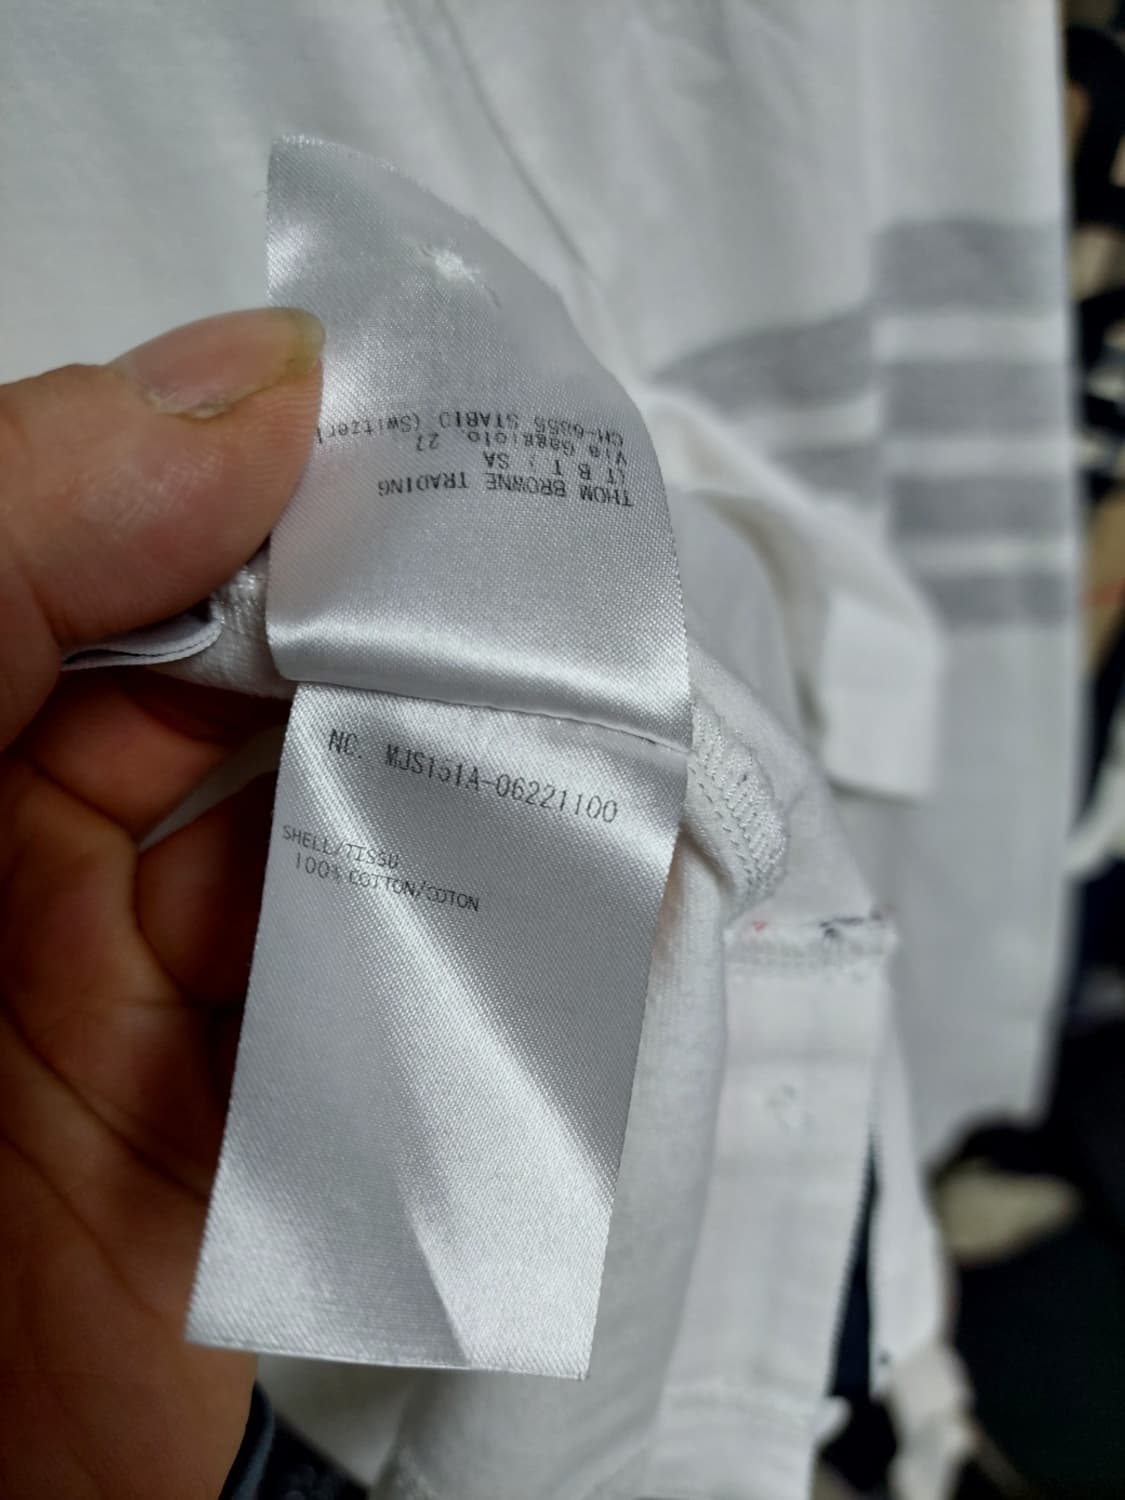 THOM BROWNE TRADING
(T B T ) SA
Via Gaggiolo, 27
CH-6855 STABIO (Switzerl
NC. MJS151A-06221100
SHELL/TISSU
100% COTTON/COTON